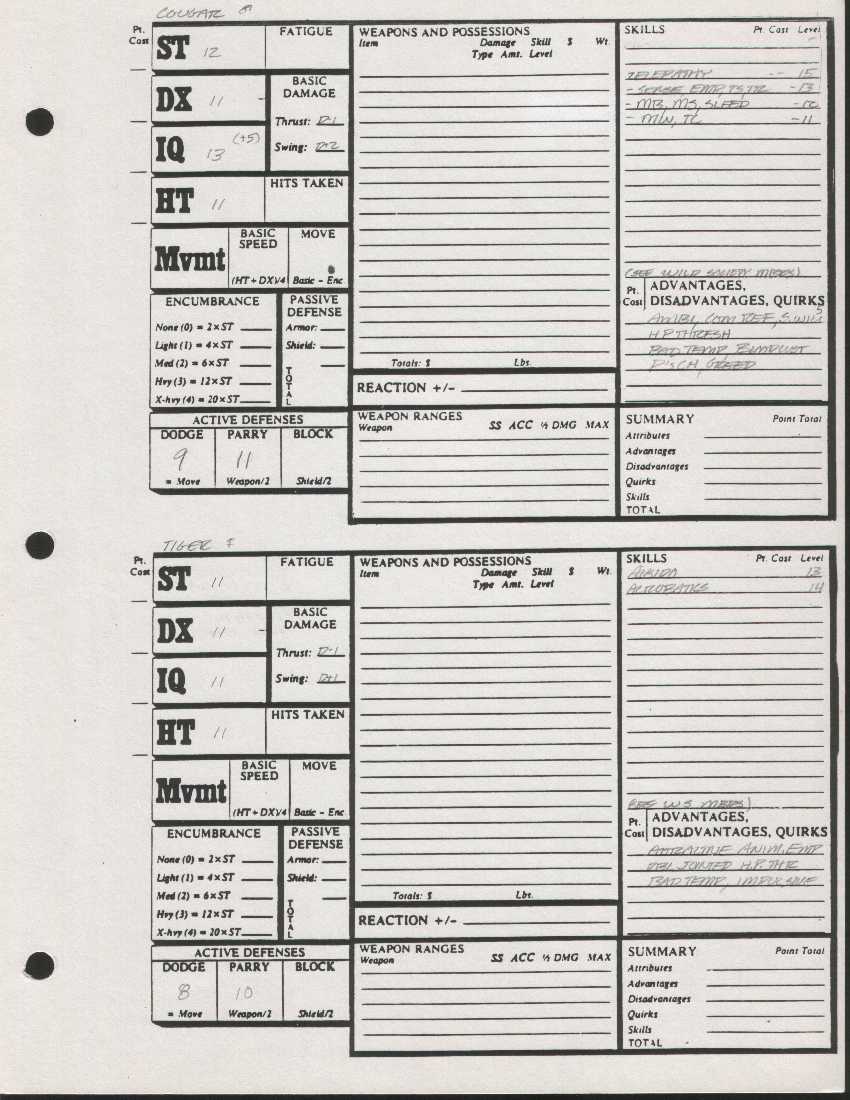 COUGAR ♂
Pt. Cost
ST 12
FATIGUE
DX 11 -
BASIC DAMAGE
Thrust: D-1
IQ 13 (+5)
Swing: D+2
HT 11
HITS TAKEN
Mvmt
BASIC SPEED
(HT+DX)/4
MOVE
Basic – Enc
ENCUMBRANCE
None (0) = 2×ST
Light (1) = 4×ST
Med (2) = 6×ST
Hvy (3) = 12×ST
X-hvy (4) = 20×ST
PASSIVE DEFENSE
Armor:
Shield:
TOTAL
ACTIVE DEFENSES
DODGE PARRY BLOCK
9 11
= Move Weapon/2 Shield/2
WEAPONS AND POSSESSIONS
Item Damage Skill $ Wt.
Type Amt. Level
Totals: $ Lbs.
REACTION +/–
WEAPON RANGES
Weapon SS ACC ½ DMG MAX
SKILLS Pt. Cost Level
TELEPATHY -- 15
- SENSE, EMP, -13
- MB, MS, SLEEP -12
- M/W, TC -11
(SEE WILD SOCIETY MEDS)
Pt. Cost
ADVANTAGES,
DISADVANTAGES, QUIRKS
AMBI, COM REF, S.WILL 5
H P THRESH
BAD TEMP, BLOODLUST
GREED
SUMMARY Point Total
Attributes
Advantages
Disadvantages
Quirks
Skills
TOTAL
TIGER
Pt. Cost
ST 11
FATIGUE
DX 11 -
BASIC DAMAGE
Thrust: D-1
IQ 11
Swing: D+1
HT 11
HITS TAKEN
Mvmt
BASIC SPEED
(HT+DX)/4
MOVE
Basic – Enc
ENCUMBRANCE
None (0) = 2×ST
Light (1) = 4×ST
Med (2) = 6×ST
Hvy (3) = 12×ST
X-hvy (4) = 20×ST
PASSIVE DEFENSE
Armor:
Shield:
TOTAL
ACTIVE DEFENSES
DODGE PARRY BLOCK
8 10
= Move Weapon/2 Shield/2
WEAPONS AND POSSESSIONS
Item Damage Skill $ Wt.
Type Amt. Level
Totals: $ Lbs.
REACTION +/–
WEAPON RANGES
Weapon SS ACC ½ DMG MAX
SKILLS Pt. Cost Level
13
ACROBATICS 14
(SEE W S MEDS)
Pt. Cost
ADVANTAGES,
DISADVANTAGES, QUIRKS
ATTRACTIVE ANIM. EMP
DBL JOINTED H.P. THR
BAD TEMP, IMPULSIVE
SUMMARY Point Total
Attributes
Advantages
Disadvantages
Quirks
Skills
TOTAL